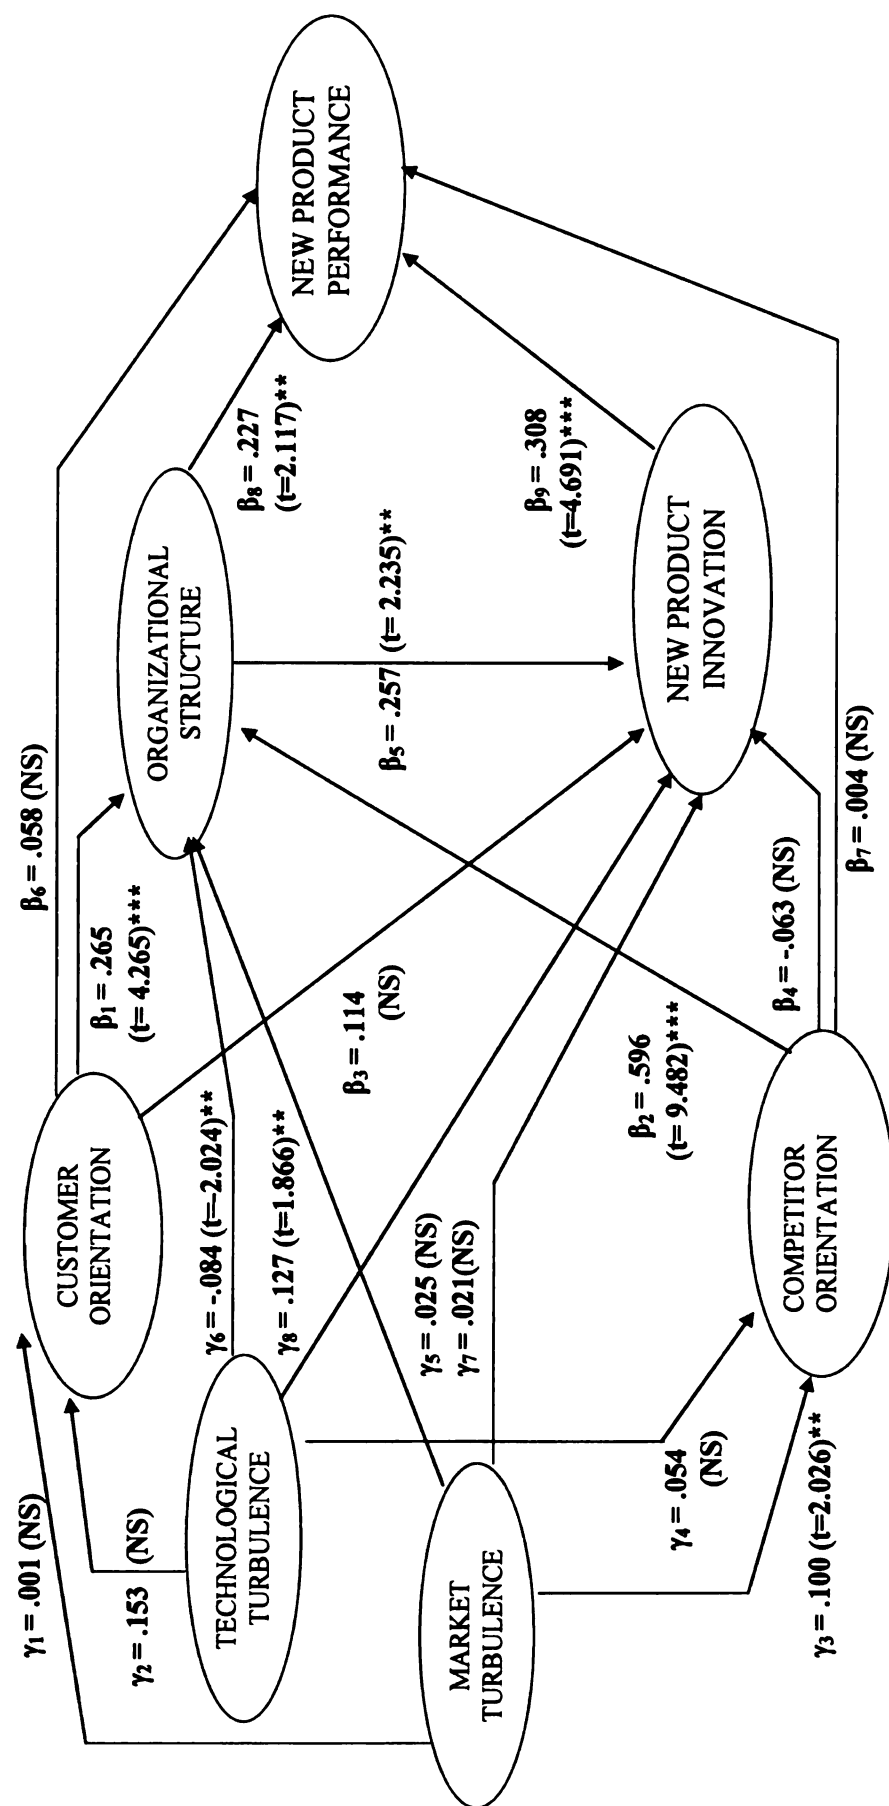 γ1 = .001 (NS)
γ2 = .153 (NS)
CUSTOMER
ORIENTATION
β1 = .265
(t= 4.265)***
β6 = .058 (NS)
TECHNOLOGICAL
TURBULENCE
γ6 = -.084 (t=-2.024)**
γ8 = .127 (t=1.866)**
ORGANIZATIONAL
STRUCTURE
β8 = .227
(t=2.117)**
NEW PRODUCT
PERFORMANCE
β3 = .114
(NS)
β5 = .257 (t= 2.235)**
MARKET
TURBULENCE
γ5 = .025 (NS)
γ7 = .021(NS)
β9 = .308
(t=4.691)***
β2 = .596
(t= 9.482)***
NEW PRODUCT
INNOVATION
γ4 = .054
(NS)
COMPETITOR
ORIENTATION
β4 = -.063 (NS)
γ3 = .100 (t=2.026)**
β7 = .004 (NS)